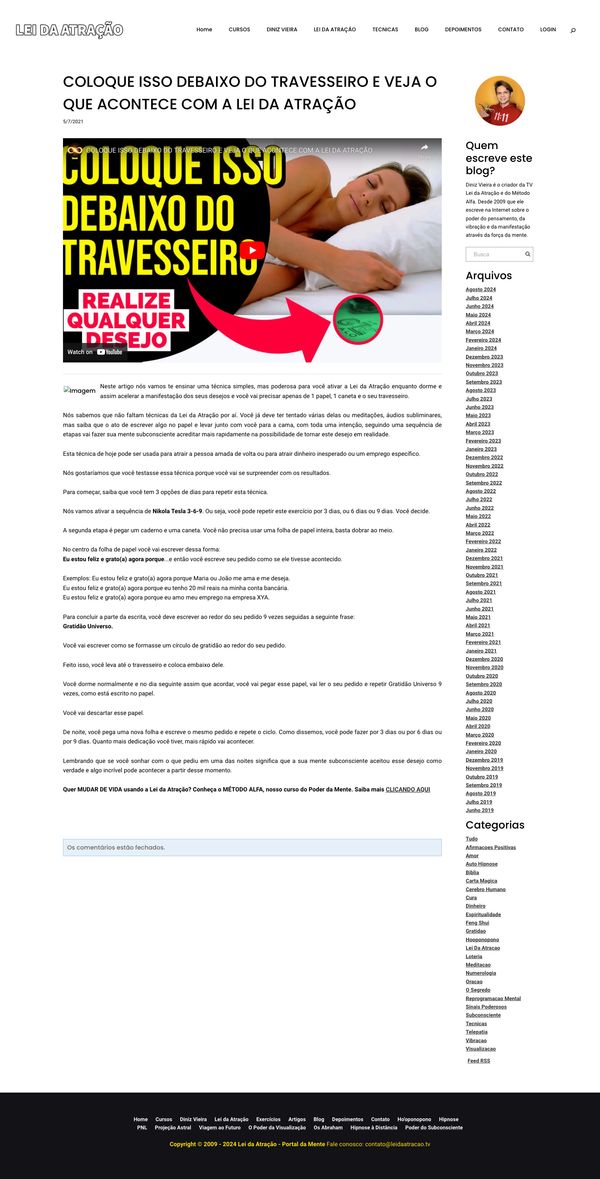 LEI DA ATRAÇÃO
Home CURSOS DINIZ VIEIRA LEI DA ATRAÇÃO TECNICAS BLOG DEPOIMENTOS CONTATO LOGIN
COLOQUE ISSO DEBAIXO DO TRAVESSEIRO E VEJA O
QUE ACONTECE COM A LEI DA ATRAÇÃO
5/7/2021
COLOQUE ISSO DEBAIXO DO TRAVESSEIRO E VEJA O QUE ACONTECE COM A LEI DA ATRAÇÃO
COLOQUE ISSO
DEBAIXO DO
TRAVESSEIRO
REALIZE
QUALQUER
DESEJO
Watch on YouTube
Imagem
Neste artigo nós vamos te ensinar uma técnica simples, mas poderosa para você ativar a Lei da Atração enquanto dorme e
assim acelerar a manifestação dos seus desejos e você vai precisar apenas de 1 papel, 1 caneta e o seu travesseiro.
Nós sabemos que não faltam técnicas da Lei da Atração por aí. Você já deve ter tentado várias delas ou meditações, áudios subliminares,
mas saiba que o ato de escrever algo no papel e levar junto com você para a cama, com toda uma intenção, seguindo uma sequência de
etapas vai fazer sua mente subconsciente acreditar mais rapidamente na possibilidade de tornar este desejo em realidade.
Esta técnica de hoje pode ser usada para atrair a pessoa amada de volta ou para atrair dinheiro inesperado ou um emprego específico.
Nós gostaríamos que você testasse essa técnica porque você vai se surpreender com os resultados.
Para começar, saiba que você tem 3 opções de dias para repetir esta técnica.
Nós vamos ativar a sequência de Nikola Tesla 3-6-9. Ou seja, você pode repetir este exercício por 3 dias, ou 6 dias ou 9 dias. Você decide.
A segunda etapa é pegar um caderno e uma caneta. Você não precisa usar uma folha de papel inteira, basta dobrar ao meio.
No centro da folha de papel você vai escrever dessa forma:
Eu estou feliz e grato(a) agora porque...e então você escreve seu pedido como se ele tivesse acontecido.
Exemplos: Eu estou feliz e grato(a) agora porque Maria ou João me ama e me deseja.
Eu estou feliz e grato(a) agora porque eu tenho 20 mil reais na minha conta bancária.
Eu estou feliz e grato(a) agora porque eu amo meu emprego na empresa XYA.
Para concluir a parte da escrita, você deve escrever ao redor do seu pedido 9 vezes seguidas a seguinte frase:
Gratidão Universo.
Você vai escrever como se formasse um círculo de gratidão ao redor do seu pedido.
Feito isso, você leva até o travesseiro e coloca embaixo dele.
Você dorme normalmente e no dia seguinte assim que acordar, você vai pegar esse papel, vai ler o seu pedido e repetir Gratidão Universo 9
vezes, como está escrito no papel.
Você vai descartar esse papel.
De noite, você pega uma nova folha e escreve o mesmo pedido e repete o ciclo. Como dissemos, você pode fazer por 3 dias ou por 6 dias ou
por 9 dias. Quanto mais dedicação você tiver, mais rápido vai acontecer.
Lembrando que se você sonhar com o que pediu em uma das noites significa que a sua mente subconsciente aceitou esse desejo como
verdade e algo incrível pode acontecer a partir desse momento.
Quer MUDAR DE VIDA usando a Lei da Atração? Conheça o MÉTODO ALFA, nosso curso do Poder da Mente. Saiba mais CLICANDO AQUI
Os comentários estão fechados.
11:11
Quem
escreve este
blog?
Diniz Vieira é o criador da TV
Lei da Atração e do Método
Alfa. Desde 2009 que ele
escreve na Internet sobre o
poder do pensamento, da
vibração e da manifestação
através da força da mente.
Busca
Arquivos
Agosto 2024
Julho 2024
Junho 2024
Maio 2024
Abril 2024
Março 2024
Fevereiro 2024
Janeiro 2024
Dezembro 2023
Novembro 2023
Outubro 2023
Setembro 2023
Agosto 2023
Julho 2023
Junho 2023
Maio 2023
Abril 2023
Março 2023
Fevereiro 2023
Janeiro 2023
Dezembro 2022
Novembro 2022
Outubro 2022
Setembro 2022
Agosto 2022
Julho 2022
Junho 2022
Maio 2022
Abril 2022
Março 2022
Fevereiro 2022
Janeiro 2022
Dezembro 2021
Novembro 2021
Outubro 2021
Setembro 2021
Agosto 2021
Julho 2021
Junho 2021
Maio 2021
Abril 2021
Março 2021
Fevereiro 2021
Janeiro 2021
Dezembro 2020
Novembro 2020
Outubro 2020
Setembro 2020
Agosto 2020
Julho 2020
Junho 2020
Maio 2020
Abril 2020
Março 2020
Fevereiro 2020
Janeiro 2020
Dezembro 2019
Novembro 2019
Outubro 2019
Setembro 2019
Agosto 2019
Julho 2019
Junho 2019
Categorias
Tudo
Afirmacoes Positivas
Amor
Auto Hipnose
Biblia
Carta Magica
Cerebro Humano
Cura
Dinheiro
Espiritualidade
Feng Shui
Gratidao
Hooponopono
Lei Da Atracao
Loteria
Meditacao
Numerologia
Oracao
O Segredo
Reprogramacao Mental
Sinais Poderosos
Subconsciente
Tecnicas
Telepatia
Vibracao
Visualizacao
Feed RSS
Home Cursos Diniz Vieira Lei da Atração Exercícios Artigos Blog Depoimentos Contato Ho'oponopono Hipnose
PNL Projeção Astral Viagem ao Futuro O Poder da Visualização Os Abraham Hipnose à Distância Poder do Subconsciente
Copyright © 2009 - 2024 Lei da Atração - Portal da Mente Fale conosco: contato@leidaatracao.tv